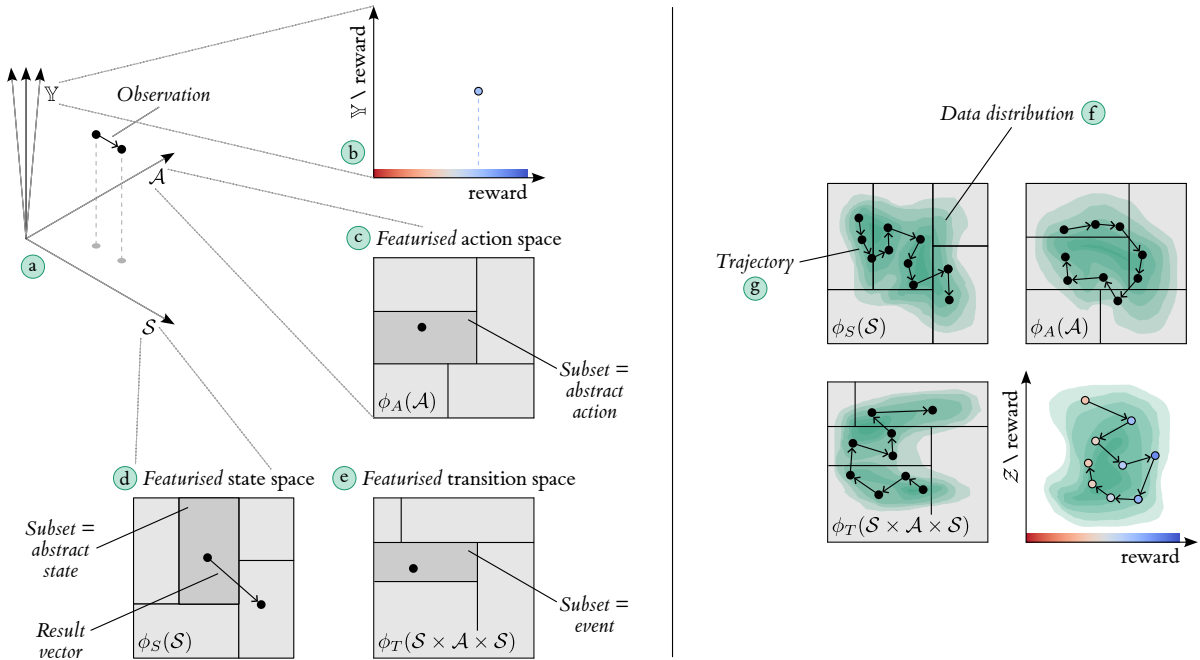 𝕐
Observation
𝒜
a
𝒮
𝕐 \ reward
b
reward
c Featurised action space
Subset =
abstract
action
ϕ_A(𝒜)
d Featurised state space
Subset =
abstract
state
Result
vector
ϕ_S(𝒮)
e Featurised transition space
Subset =
event
ϕ_T(𝒮 × 𝒜 × 𝒮)
Data distribution f
Trajectory
g
ϕ_S(𝒮)
ϕ_A(𝒜)
ϕ_T(𝒮 × 𝒜 × 𝒮)
𝒵 \ reward
reward